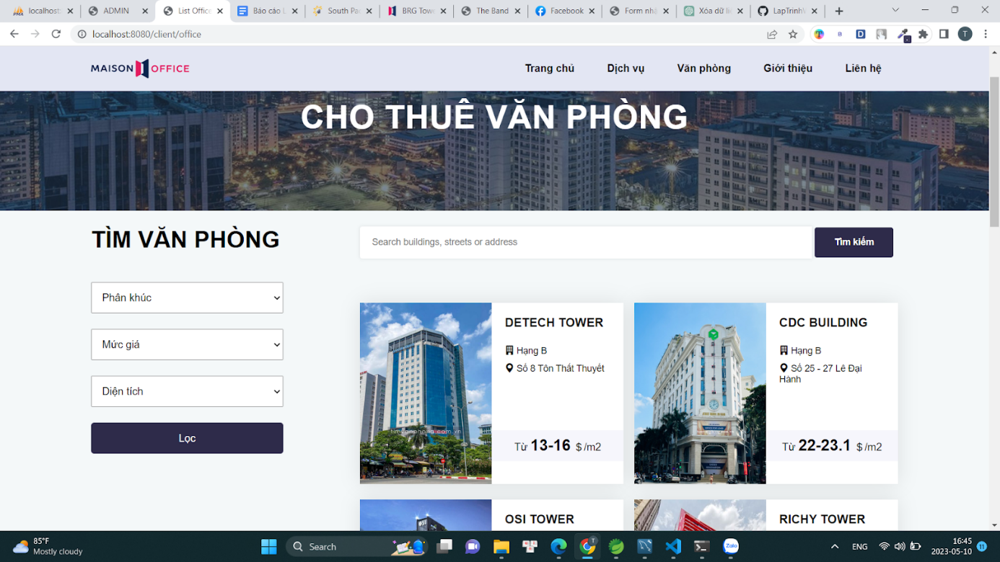 localhost:
ADMIN
List Office
Báo cáo L
South Pac
BRG Towe
The Band
Facebook
Form nhậ
Xóa dữ li
LapTrinhV
localhost:8080/client/office
T
MAISON OFFICE
Trang chủ
Dịch vụ
Văn phòng
Giới thiệu
Liên hệ
CHO THUÊ VĂN PHÒNG
TÌM VĂN PHÒNG
Search buildings, streets or address
Tìm kiếm
Phân khúc
Mức giá
Diện tích
Lọc
DETECH TOWER
Hạng B
Số 8 Tôn Thất Thuyết
Từ 13-16 $ /m2
CDC BUILDING
Hạng B
Số 25 - 27 Lê Đại
Hành
Từ 22-23.1 $ /m2
OSI TOWER
RICHY TOWER
85°F
Mostly cloudy
Search
Zalo
ENG
16:45
2023-05-10
11